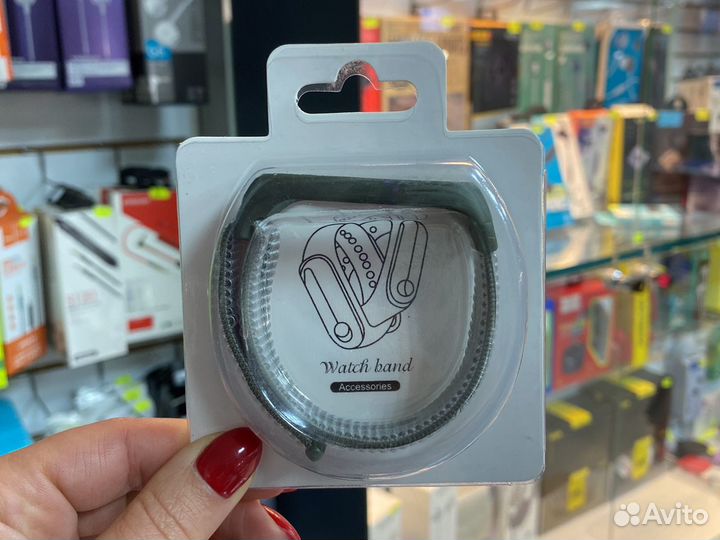 Watch band
Accessories
Avito